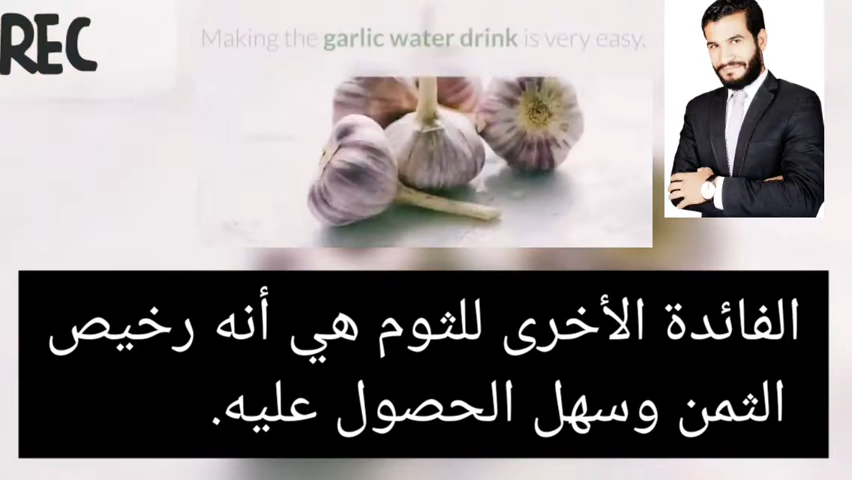 REC
Making the garlic water drink is very easy.
الفائدة الأخرى للثوم هي أنه رخيص
الثمن وسهل الحصول عليه.